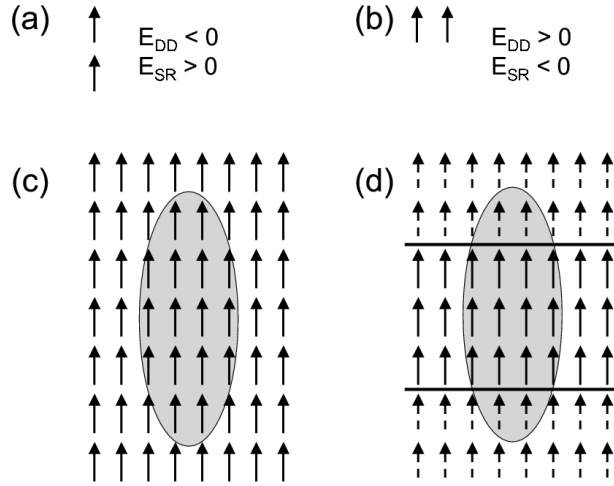 (a)
E_DD < 0
E_SR > 0
(b)
E_DD > 0
E_SR < 0
(c)
(d)